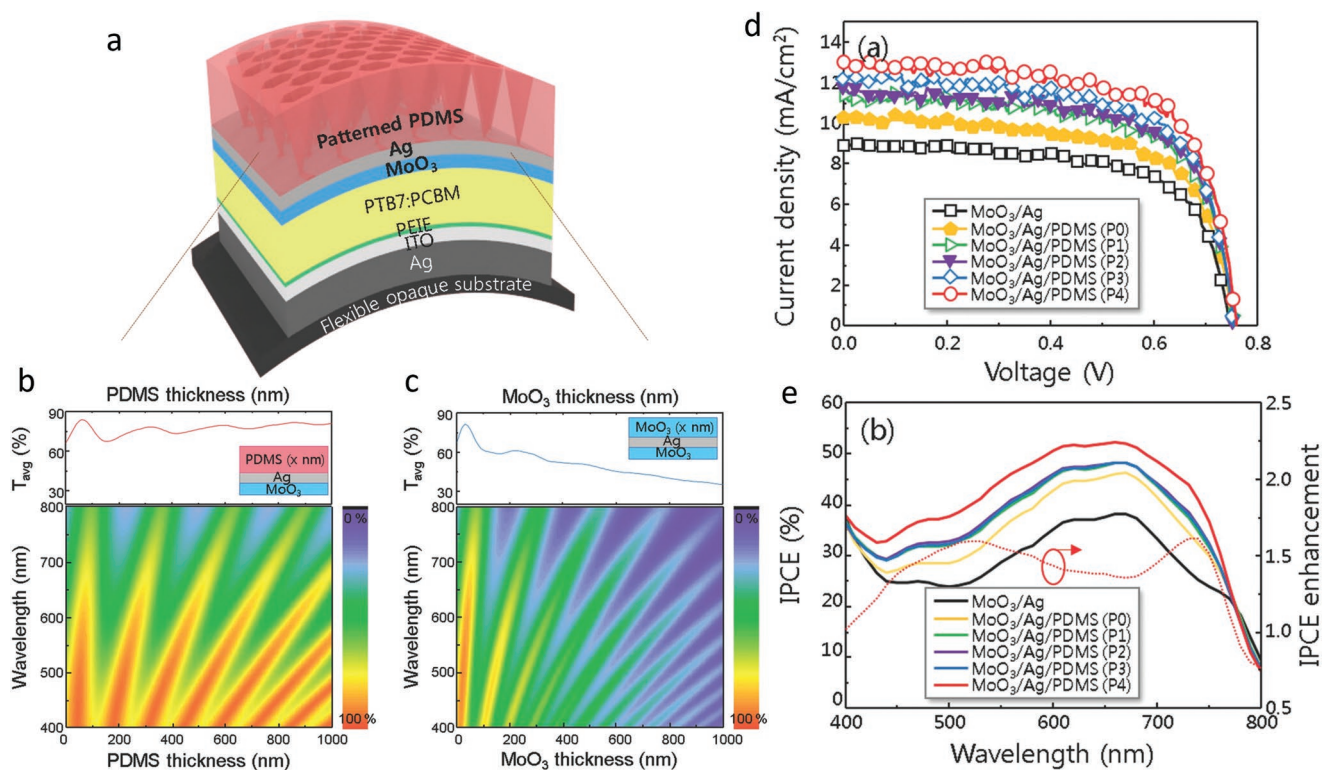 a
Patterned PDMS
Ag
MoO₃
PTB7:PCBM
PEIE
ITO
Ag
Flexible opaque substrate
b
PDMS thickness (nm)
T_avg (%)
90
60
30
PDMS (x nm)
Ag
MoO₃
Wavelength (nm)
800
700
600
500
400
0 %
100 %
0 200 400 600 800 1000
PDMS thickness (nm)
c
MoO₃ thickness (nm)
T_avg (%)
90
60
30
MoO₃ (x nm)
Ag
MoO₃
Wavelength (nm)
800
700
600
500
400
0 %
100 %
0 200 400 600 800 1000
MoO₃ thickness (nm)
d
(a)
Current density (mA/cm²)
14
12
10
8
6
4
2
0
MoO₃/Ag
MoO₃/Ag/PDMS (P0)
MoO₃/Ag/PDMS (P1)
MoO₃/Ag/PDMS (P2)
MoO₃/Ag/PDMS (P3)
MoO₃/Ag/PDMS (P4)
0.0 0.2 0.4 0.6 0.8
Voltage (V)
e
(b)
IPCE (%)
60
50
40
30
20
10
0
MoO₃/Ag
MoO₃/Ag/PDMS (P0)
MoO₃/Ag/PDMS (P1)
MoO₃/Ag/PDMS (P2)
MoO₃/Ag/PDMS (P3)
MoO₃/Ag/PDMS (P4)
2.5
2.0
1.5
1.0
0.5
IPCE enhancement
400 500 600 700 800
Wavelength (nm)